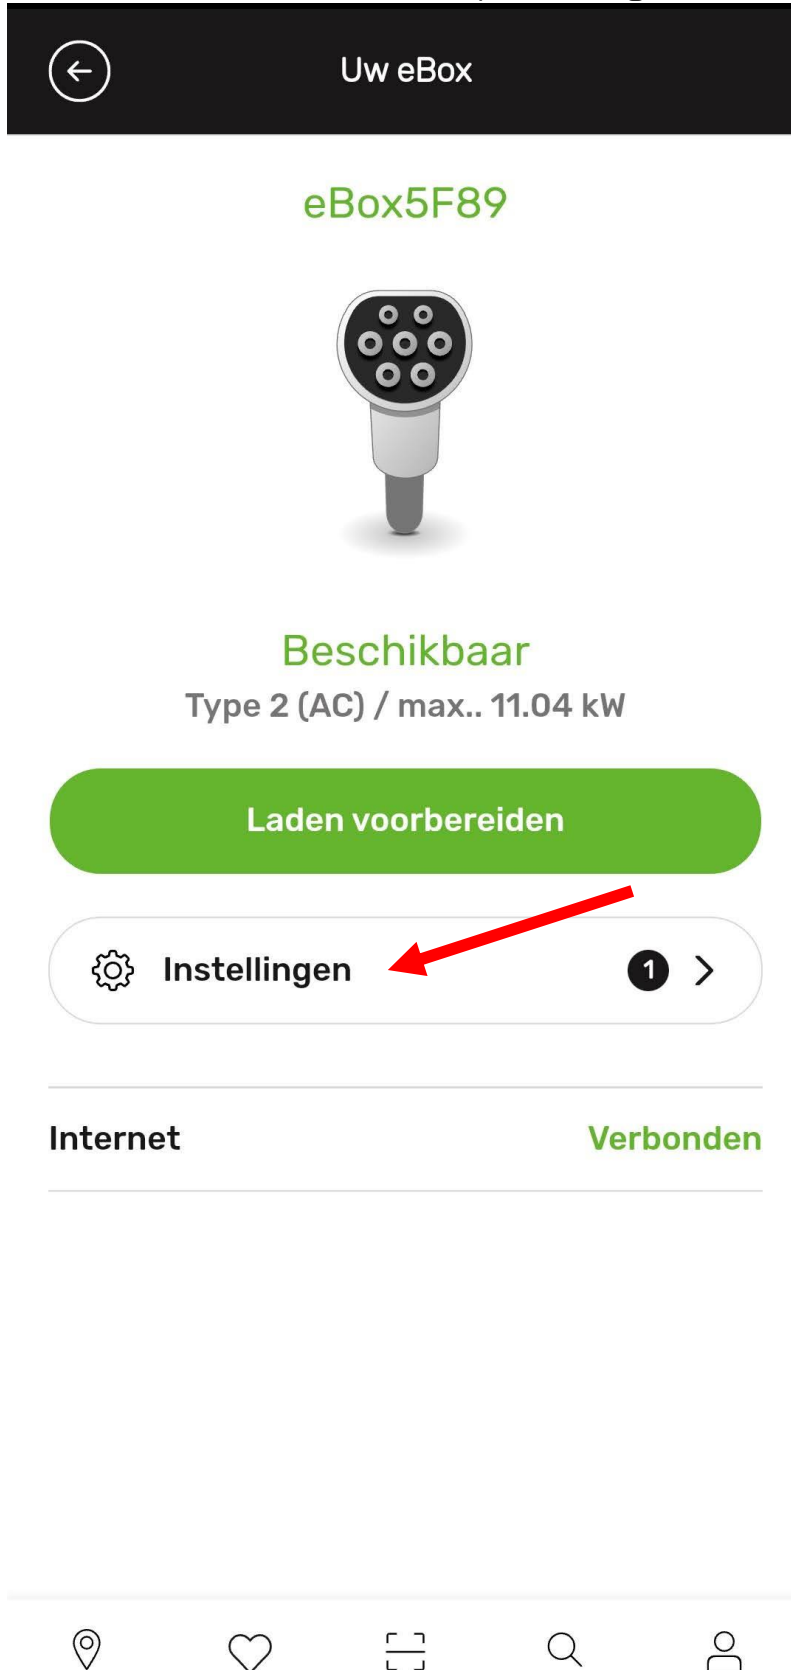 Uw eBox
eBox5F89
Beschikbaar
Type 2 (AC) / max.. 11.04 kW
Laden voorbereiden
Instellingen 1
Internet Verbonden